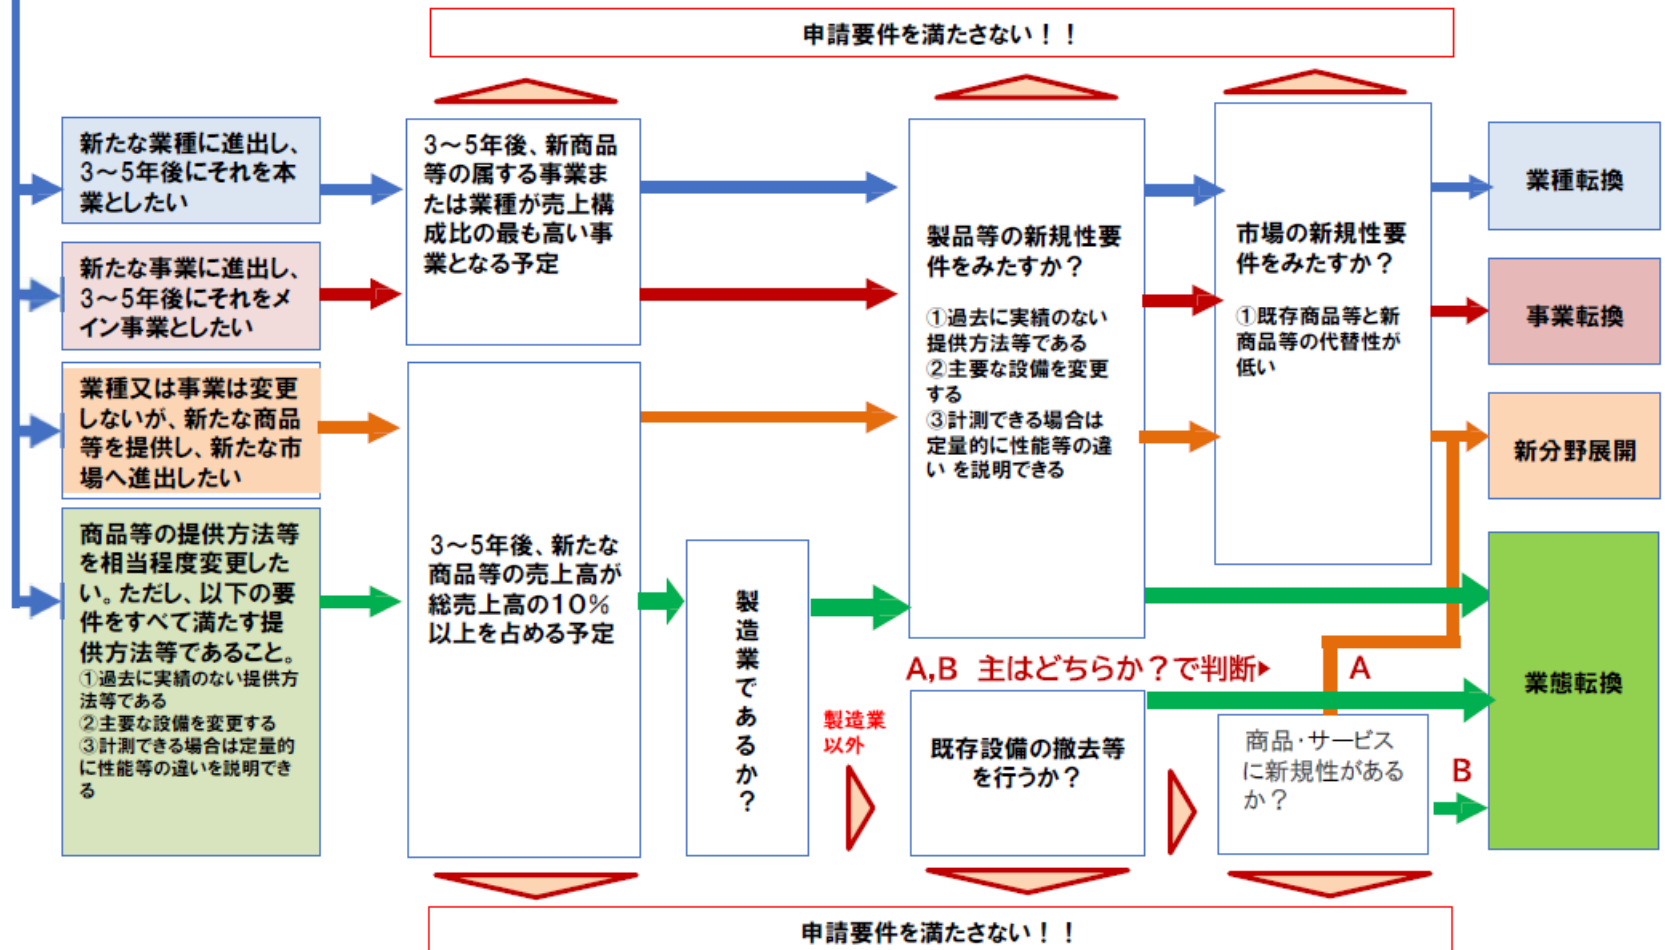 申請要件を満たさない！！
新たな業種に進出し、
3～5年後にそれを本
業としたい
新たな事業に進出し、
3～5年後にそれをメ
イン事業としたい
業種又は事業は変更
しないが、新たな商品
等を提供し、新たな市
場へ進出したい
商品等の提供方法等
を相当程度変更した
い。ただし、以下の要
件をすべて満たす提
供方法等であること。
①過去に実績のない提供方
法等である
②主要な設備を変更する
③計測できる場合は定量的
に性能等の違いを説明でき
る
3～5年後、新商品
等の属する事業ま
たは業種が売上構
成比の最も高い事
業となる予定
3～5年後、新たな
商品等の売上高が
総売上高の10％
以上を占める予定
製造業であるか？
製造業
以外
製品等の新規性要
件をみたすか？
①過去に実績のない
提供方法等である
②主要な設備を変更
する
③計測できる場合は
定量的に性能等の違
い を説明できる
市場の新規性要
件をみたすか？
①既存商品等と新
商品等の代替性が
低い
A,B 主はどちらか？で判断▶
A
既存設備の撤去等
を行うか？
商品・サービス
に新規性がある
か？
B
業種転換
事業転換
新分野展開
業態転換
申請要件を満たさない！！